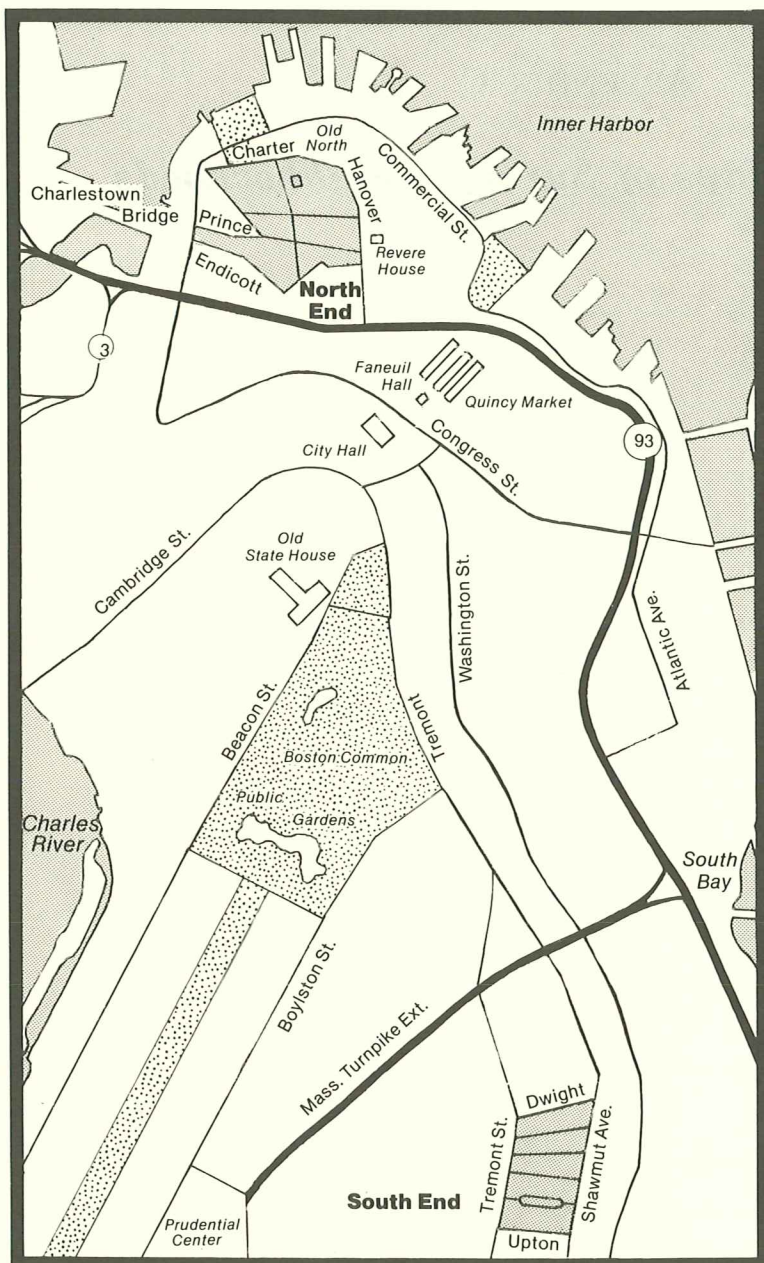 Inner Harbor
Old
North
Charter
Hanover
Commercial St.
Charlestown
Bridge
Prince
Revere
House
Endicott
North
End
3
Faneuil
Hall
Quincy Market
93
City Hall
Congress St.
Cambridge St.
Old
State House
Washington St.
Atlantic Ave.
Beacon St.
Tremont
Boston Common
Public
Gardens
Charles
River
South
Bay
Boylston St.
Mass. Turnpike Ext.
Dwight
Tremont St.
Shawmut Ave.
South End
Prudential
Center
Upton